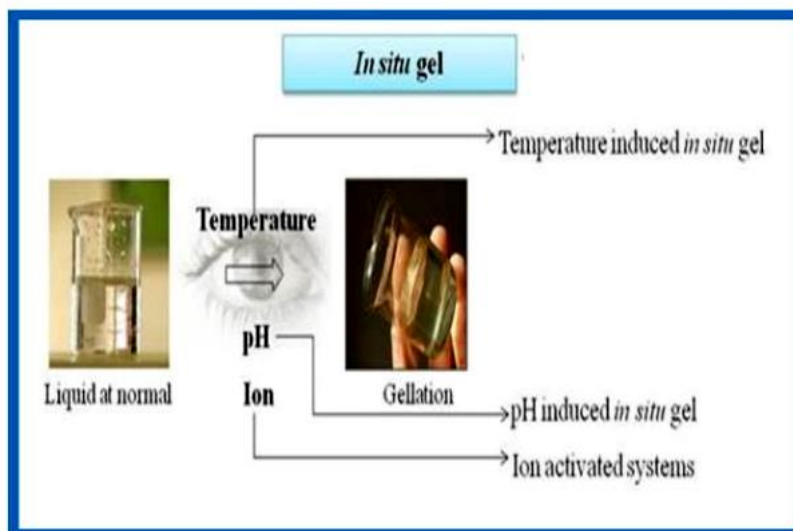 In situ gel
Temperature induced in situ gel
Temperature
pH
Liquid at normal
Ion
Gellation
pH induced in situ gel
Ion activated systems